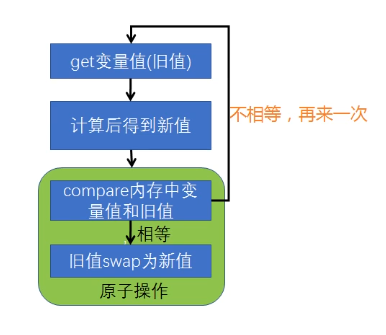 get变量值(旧值)
不相等，再来一次
计算后得到新值
compare内存中变
量值和旧值
相等
旧值swap为新值
原子操作